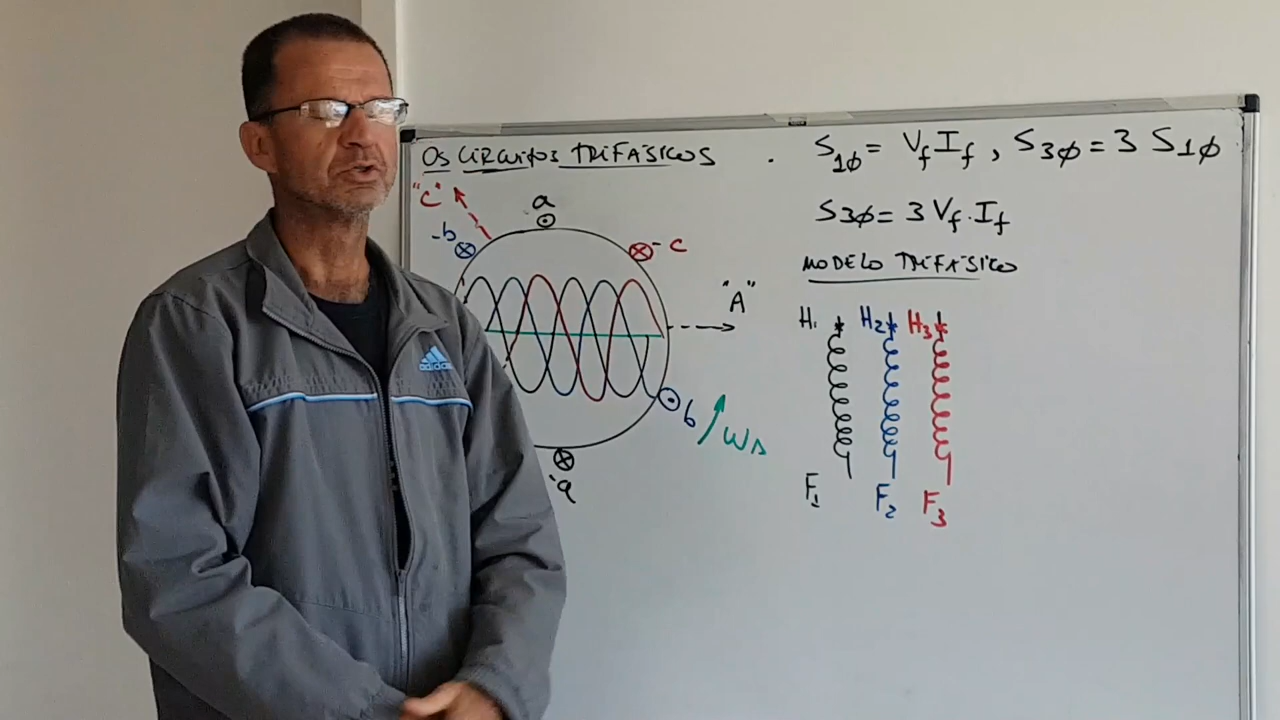 OS CIRCUITOS TRIFÁSICOS
. S1ϕ = Vf If , S3ϕ = 3 S1ϕ
S3ϕ = 3 Vf . If
MODELO TRIFÁSICO
"C"
a
-b
- c
"A"
b
-a
H1 H2 H3
F1 F2 F3
adidas